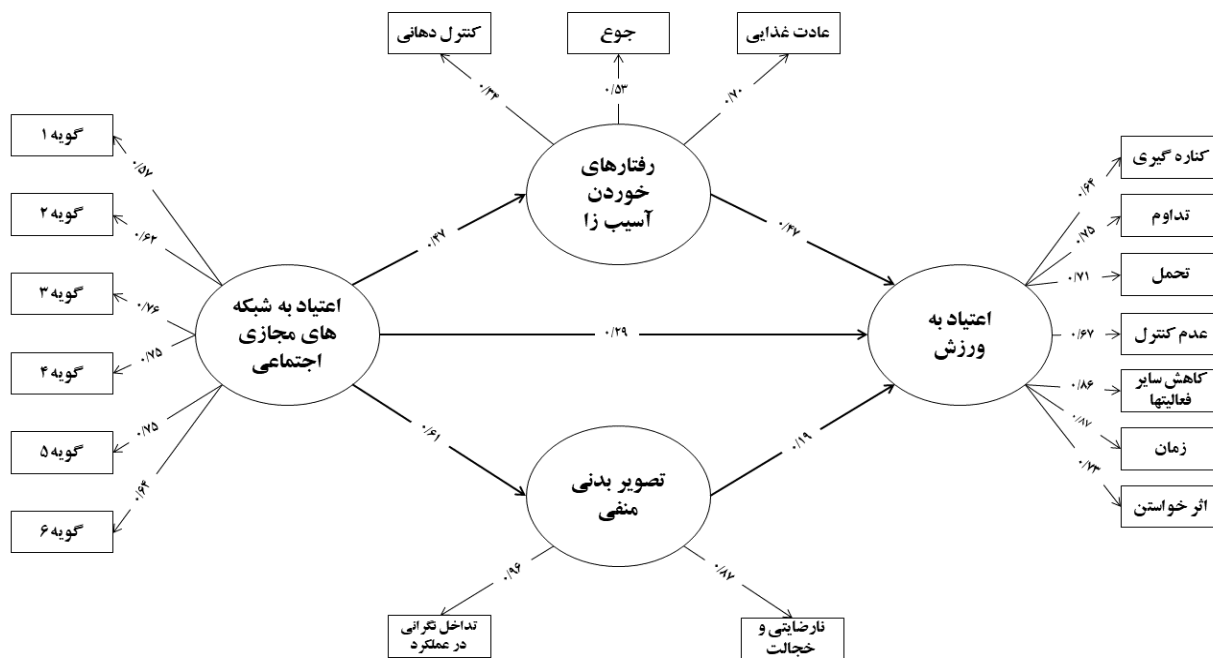 کنترل دهانی
جوع
عادت غذایی
۰/۳۴
۰/۵۳
۰/۷۰
رفتارهای
خوردن
آسیب زا
گویه ۱
گویه ۲
گویه ۳
گویه ۴
گویه ۵
گویه ۶
۰/۵۷
۰/۶۲
۰/۷۶
۰/۷۵
۰/۷۵
۰/۶۴
اعتیاد به شبکه
های مجازی
اجتماعی
۰/۴۷
۰/۲۹
۰/۶۱
۰/۴۷
۰/۱۹
اعتیاد به
ورزش
۰/۶۴
۰/۷۵
۰/۷۱
۰/۶۷
۰/۸۶
۰/۸۷
۰/۷۳
کناره گیری
تداوم
تحمل
عدم کنترل
کاهش سایر
فعالیتها
زمان
اثر خواستن
تصویر بدنی
منفی
۰/۹۶
۰/۸۷
تداخل نگرانی
در عملکرد
نارضایتی و
خجالت